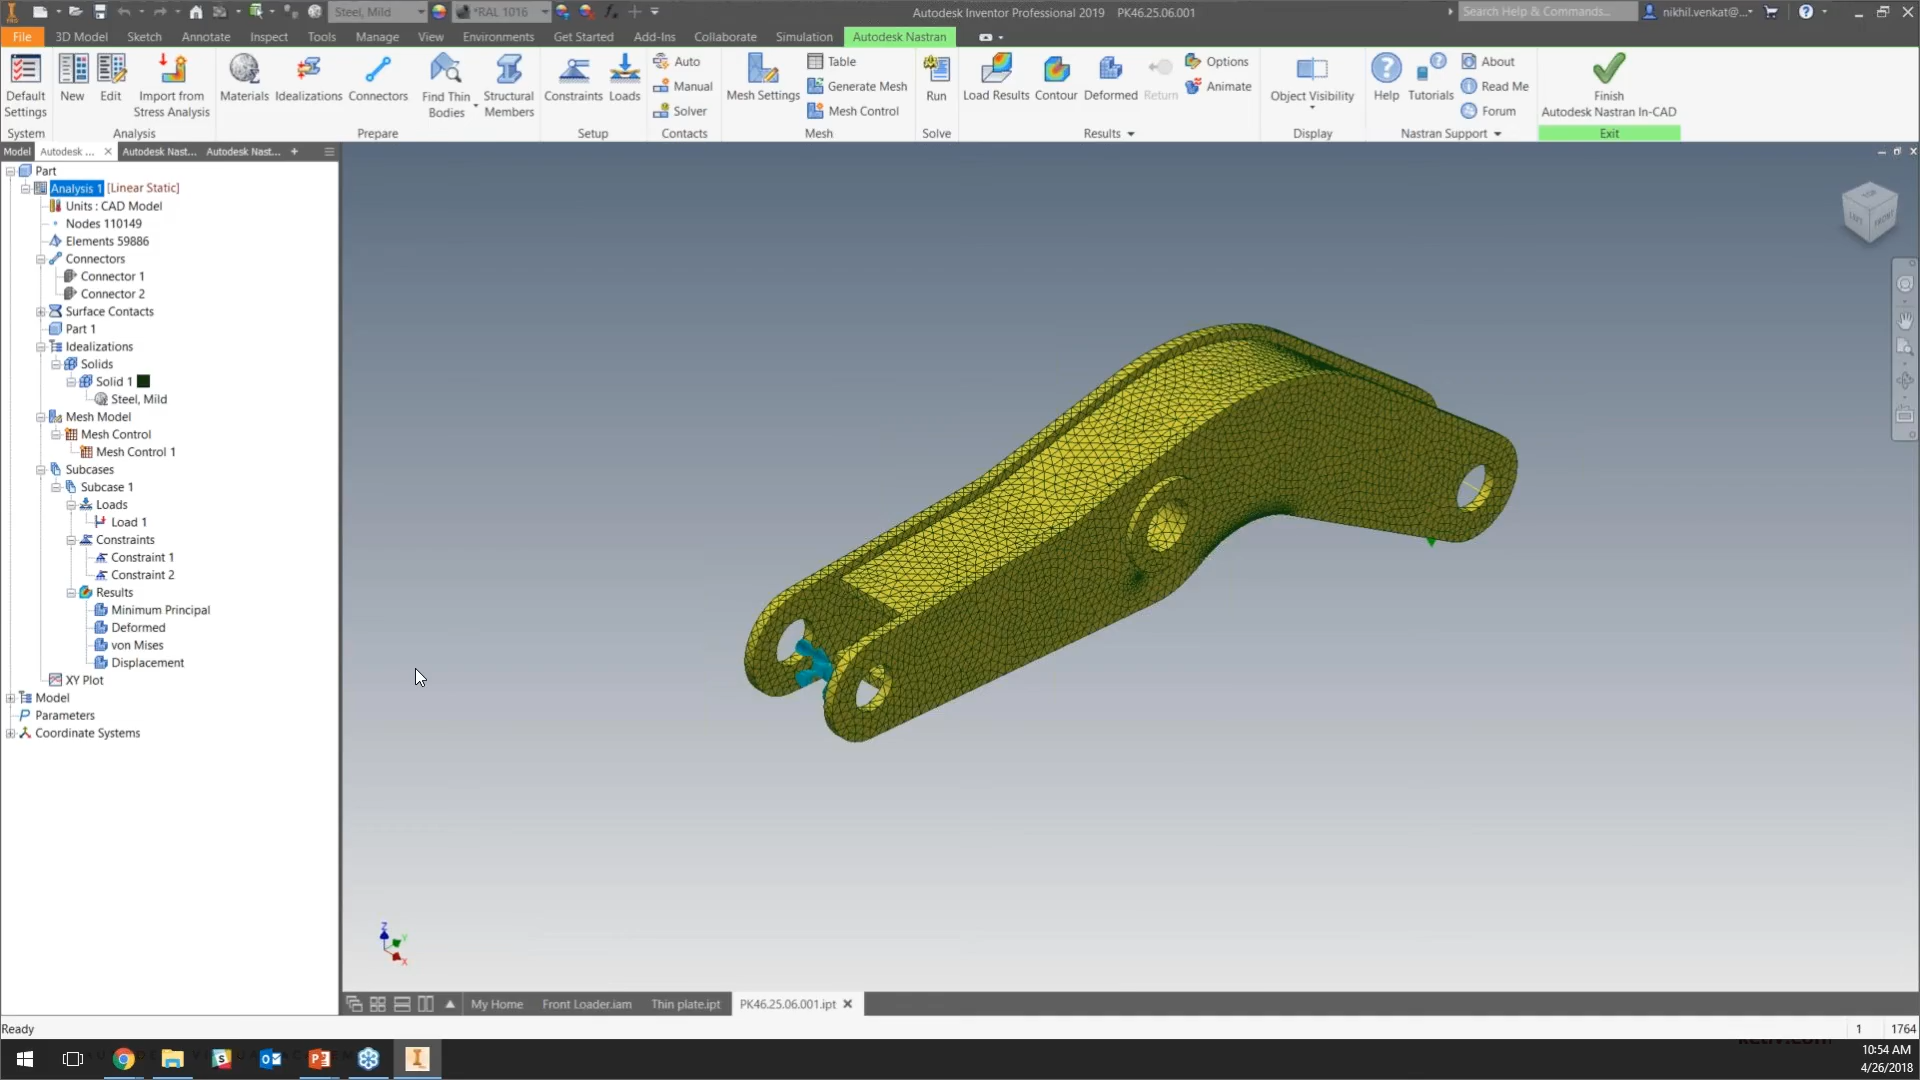 Steel, Mild
*RAL 1016
Autodesk Inventor Professional 2019 PK46.25.06.001
Search Help & Commands...
nikhil.venkat@...
File 3D Model Sketch Annotate Inspect Tools Manage View Environments Get Started Add-Ins Collaborate Simulation Autodesk Nastran
Default Settings
New
Edit
Import from Stress Analysis
Materials
Idealizations
Connectors
Find Thin Bodies
Structural Members
Constraints
Loads
Auto
Manual
Solver
Mesh Settings
Table
Generate Mesh
Mesh Control
Run
Load Results
Contour
Deformed
Return
Options
Animate
Object Visibility
Help
Tutorials
About
Read Me
Forum
Finish
Autodesk Nastran In-CAD
System Analysis Prepare Setup Contacts Mesh Solve Results Display Nastran Support Exit
Model Autodesk ... Autodesk Nast... Autodesk Nast... +
Part
Analysis 1 [Linear Static]
Units : CAD Model
Nodes 110149
Elements 59886
Connectors
Connector 1
Connector 2
Surface Contacts
Part 1
Idealizations
Solids
Solid 1
Steel, Mild
Mesh Model
Mesh Control
Mesh Control 1
Subcases
Subcase 1
Loads
Load 1
Constraints
Constraint 1
Constraint 2
Results
Minimum Principal
Deformed
von Mises
Displacement
XY Plot
Model
Parameters
Coordinate Systems
TOP
LEFT
FRONT
Z
Y
X
My Home Front Loader.iam Thin plate.ipt PK46.25.06.001.ipt
Ready
1 1764
10:54 AM
4/26/2018